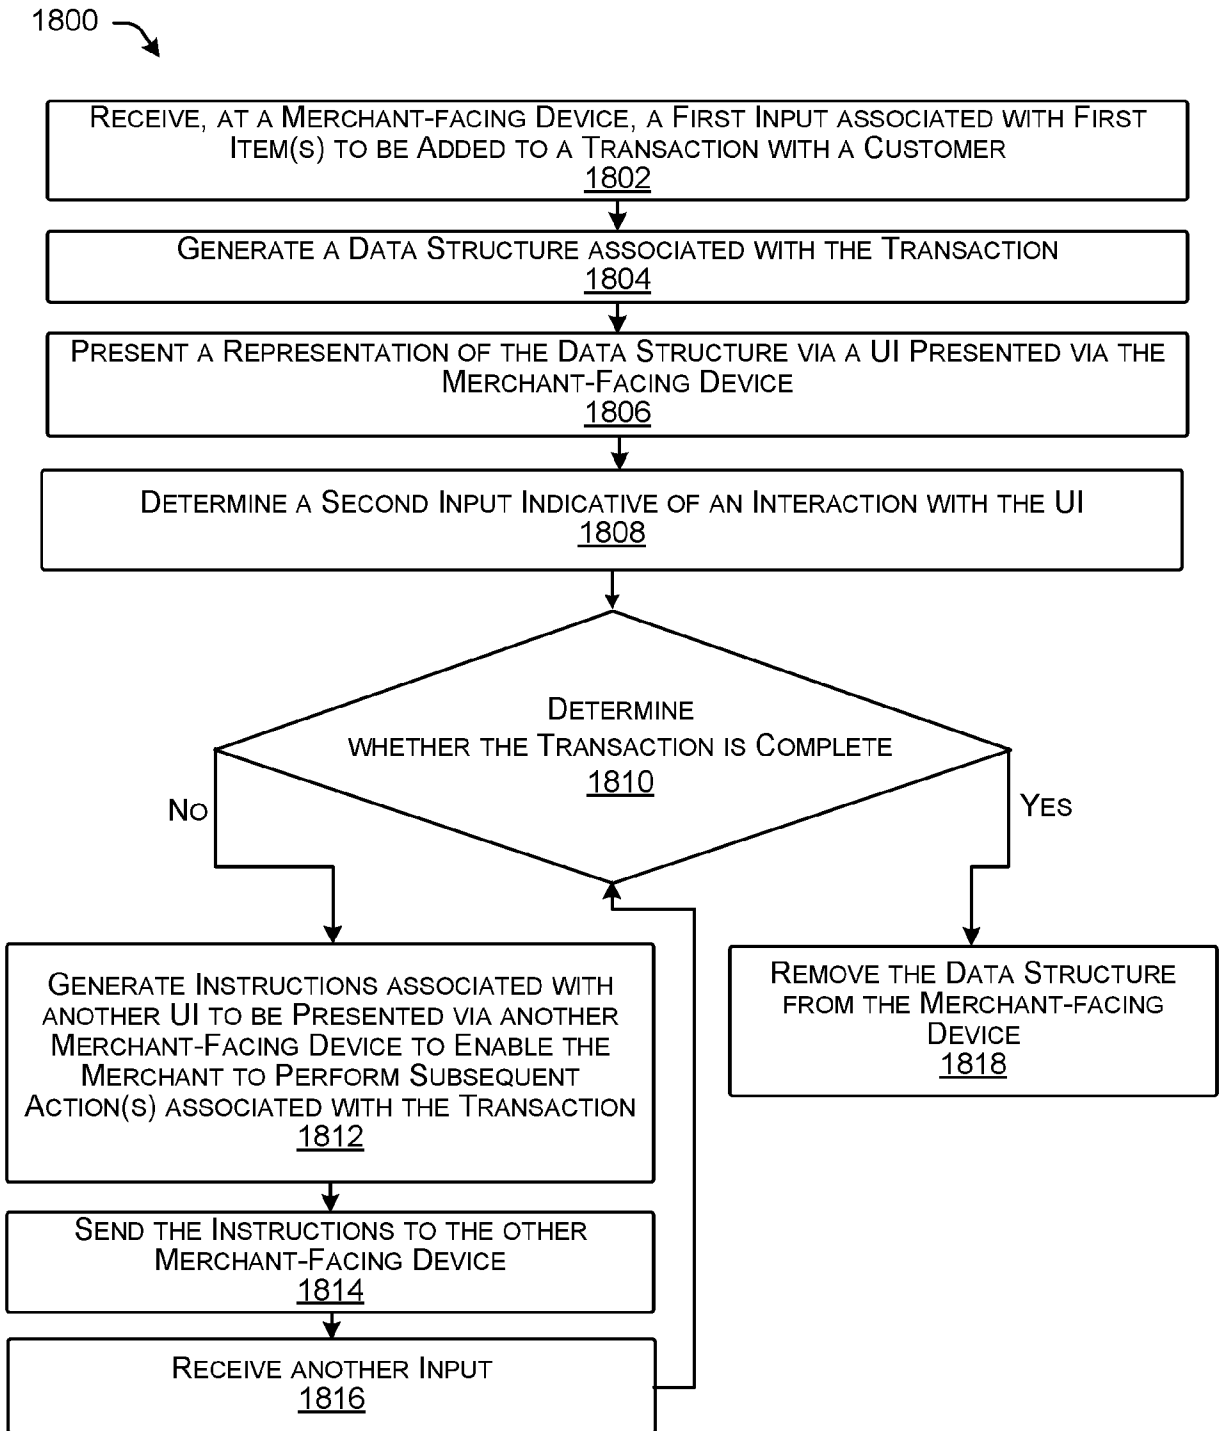 1800
RECEIVE, AT A MERCHANT-FACING DEVICE, A FIRST INPUT ASSOCIATED WITH FIRST
ITEM(S) TO BE ADDED TO A TRANSACTION WITH A CUSTOMER
1802
GENERATE A DATA STRUCTURE ASSOCIATED WITH THE TRANSACTION
1804
PRESENT A REPRESENTATION OF THE DATA STRUCTURE VIA A UI PRESENTED VIA THE
MERCHANT-FACING DEVICE
1806
DETERMINE A SECOND INPUT INDICATIVE OF AN INTERACTION WITH THE UI
1808
DETERMINE
WHETHER THE TRANSACTION IS COMPLETE
1810
NO
YES
GENERATE INSTRUCTIONS ASSOCIATED WITH
ANOTHER UI TO BE PRESENTED VIA ANOTHER
MERCHANT-FACING DEVICE TO ENABLE THE
MERCHANT TO PERFORM SUBSEQUENT
ACTION(S) ASSOCIATED WITH THE TRANSACTION
1812
REMOVE THE DATA STRUCTURE
FROM THE MERCHANT-FACING
DEVICE
1818
SEND THE INSTRUCTIONS TO THE OTHER
MERCHANT-FACING DEVICE
1814
RECEIVE ANOTHER INPUT
1816